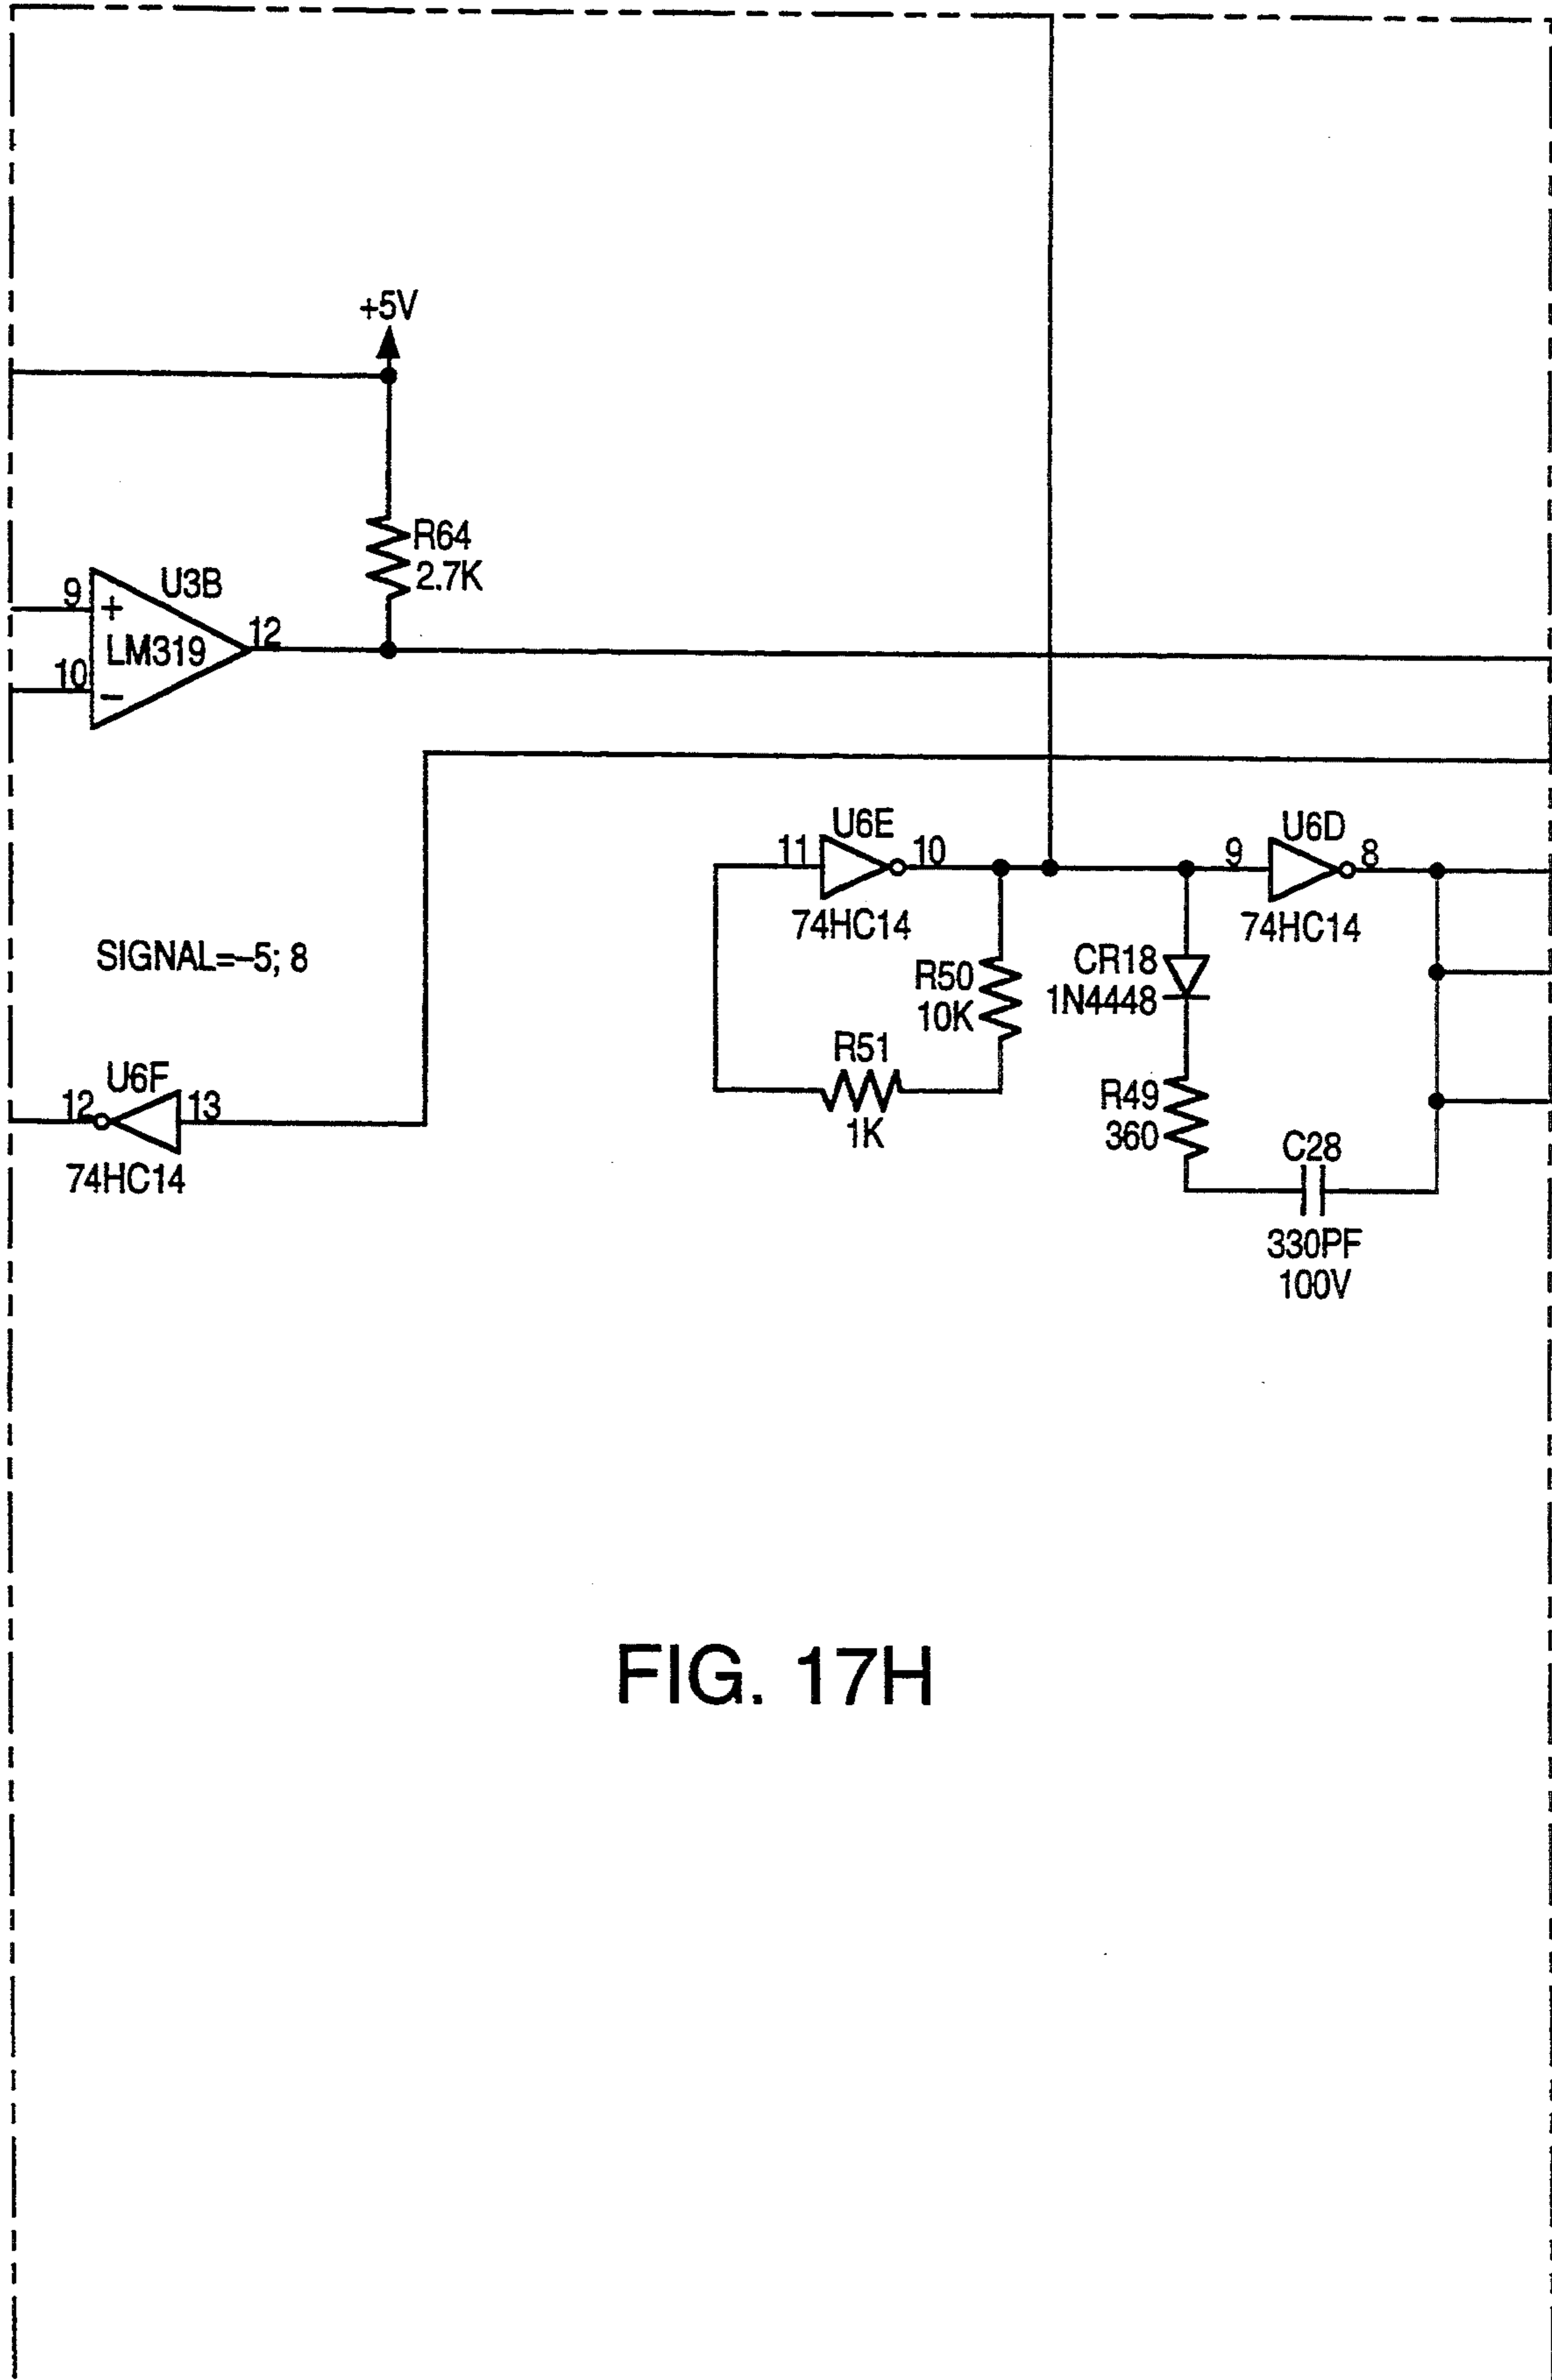 +5V
R64
2.7K
9
U3B
+
LM319
12
10
-
U6E
11
10
74HC14
U6D
9
8
74HC14
SIGNAL=-5; 8
R50
10K
CR18
1N4448
R51
1K
U6F
12
13
74HC14
R49
360
C28
330PF
100V
FIG. 17H